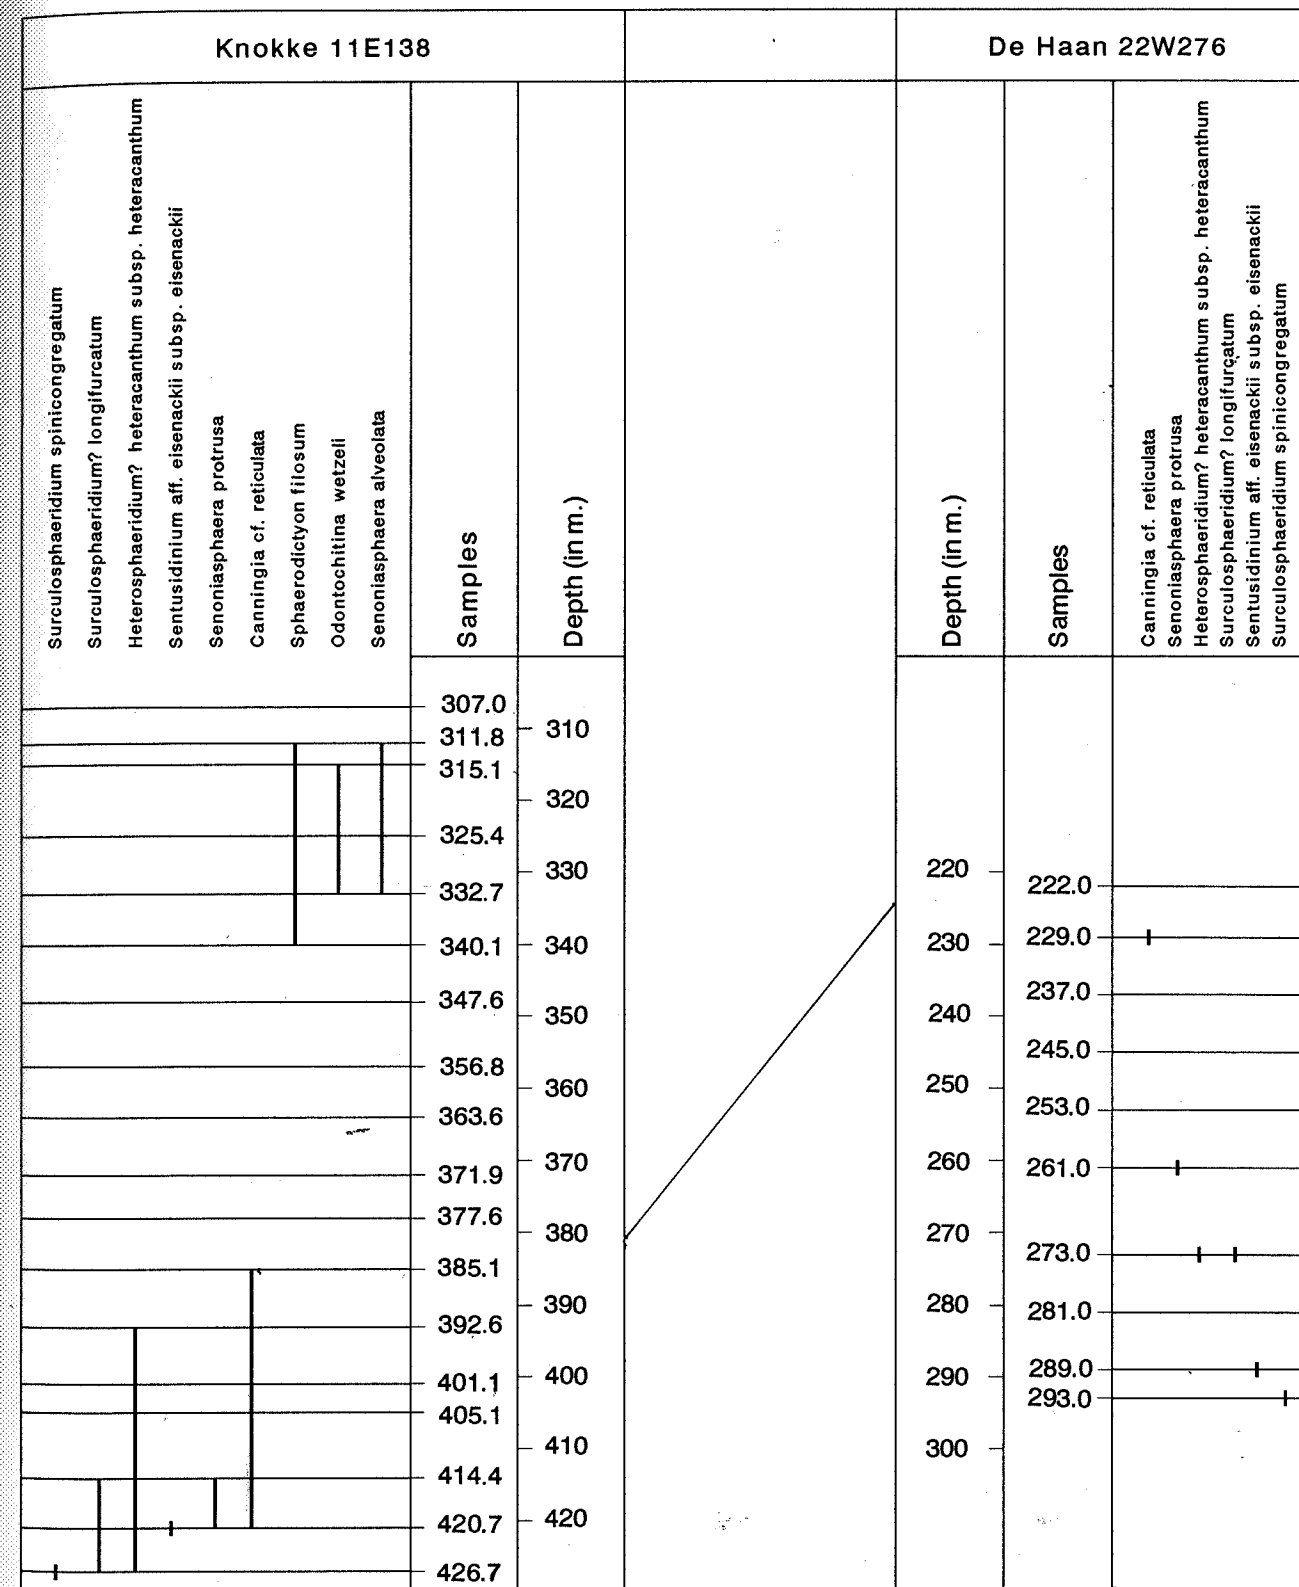 Knokke 11E138
De Haan 22W276
Surculosphaeridium spinicongregatum
Surculosphaeridium? longifurcatum
Heterosphaeridium? heteracanthum subsp. heteracanthum
Sentusidinium aff. eisenackii subsp. eisenackii
Senoniasphaera protrusa
Canningia cf. reticulata
Sphaerodictyon filosum
Odontochitina wetzeli
Senoniasphaera alveolata
Samples
Depth (in m.)
Depth (in m.)
Samples
Canningia cf. reticulata
Senoniasphaera protrusa
Heterosphaeridium? heteracanthum subsp. heteracanthum
Surculosphaeridium? longifurcatum
Sentusidinium aff. eisenackii subsp. eisenackii
Surculosphaeridium spinicongregatum
307.0
311.8
315.1
325.4
332.7
340.1
347.6
356.8
363.6
371.9
377.6
385.1
392.6
401.1
405.1
414.4
420.7
426.7
310
320
330
340
350
360
370
380
390
400
410
420
220
230
240
250
260
270
280
290
300
222.0
229.0
237.0
245.0
253.0
261.0
273.0
281.0
289.0
293.0